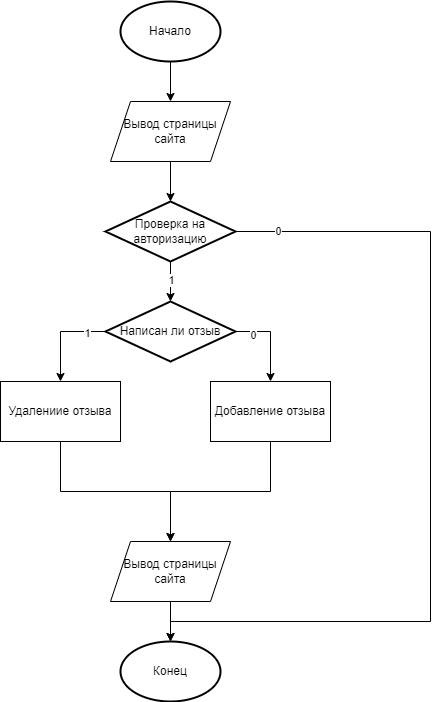 Начало
Вывод страницы
сайта
Проверка на
авторизацию
0
1
Написан ли отзыв
1
0
Удалениие отзыва
Добавление отзыва
Вывод страницы
сайта
Конец